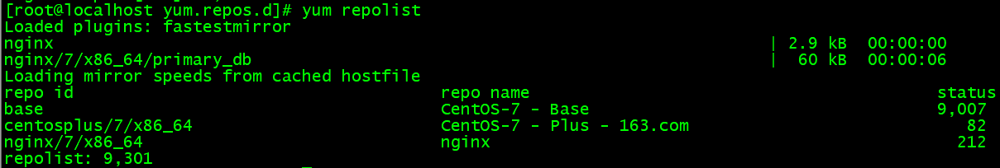 [root@localhost yum.repos.d]# yum repolist
Loaded plugins: fastestmirror
nginx | 2.9 kB 00:00:00
nginx/7/x86_64/primary_db | 60 kB 00:00:06
Loading mirror speeds from cached hostfile
repo id repo name status
base CentOS-7 - Base 9,007
centosplus/7/x86_64 CentOS-7 - Plus - 163.com 82
nginx/7/x86_64 nginx 212
repolist: 9,301